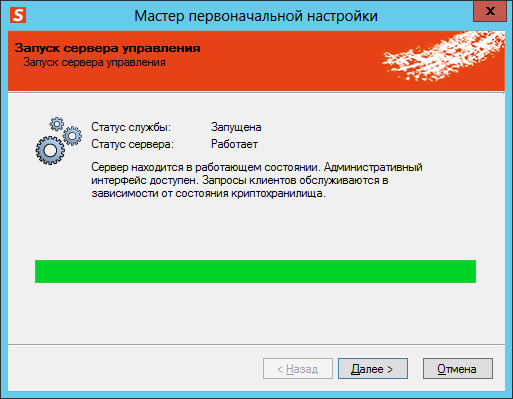 S
Мастер первоначальной настройки
x
Запуск сервера управления
Запуск сервера управления
Статус службы: Запущена
Статус сервера: Работает
Сервер находится в работающем состоянии. Административный
интерфейс доступен. Запросы клиентов обслуживаются в
зависимости от состояния криптохранилища.
< Назад Далее > Отмена